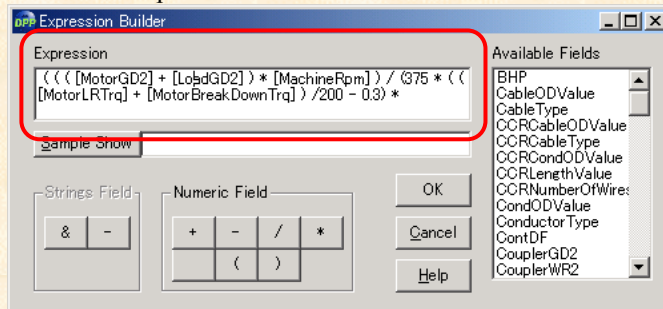 DPP Expression Builder
Expression
( ( ( [MotorGD2] + [LoadGD2] ) * [MachineRpm] ) / (375 * ( (
[MotorLRTrq] + [MotorBreakDownTrq] ) /200 - 0.3) *
Sample Show
Strings Field
& -
Numeric Field
+ - / *
( )
OK
Cancel
Help
Available Fields
BHP
CableODValue
CableType
CCRCableODValue
CCRCableType
CCRCondODValue
CCRLengthValue
CCRNumberOfWires
CondODValue
ConductorType
ContDF
CouplerGD2
CouplerWR2